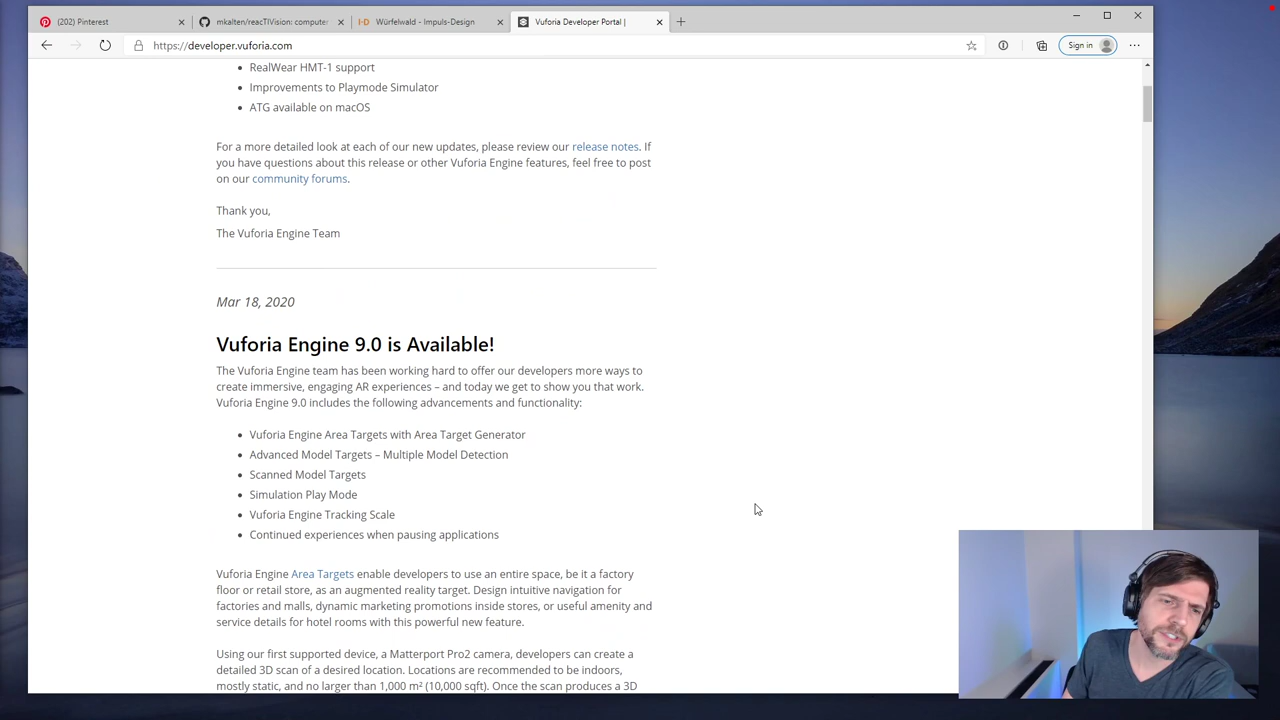 (202) Pinterest
mkalten/reacTIVision: computer
I-D Würfelwald - Impuls-Design
Vuforia Developer Portal |
https://developer.vuforia.com
Sign in
RealWear HMT-1 support
Improvements to Playmode Simulator
ATG available on macOS
For a more detailed look at each of our new updates, please review our release notes. If
you have questions about this release or other Vuforia Engine features, feel free to post
on our community forums.
Thank you,
The Vuforia Engine Team
Mar 18, 2020
Vuforia Engine 9.0 is Available!
The Vuforia Engine team has been working hard to offer our developers more ways to
create immersive, engaging AR experiences – and today we get to show you that work.
Vuforia Engine 9.0 includes the following advancements and functionality:
Vuforia Engine Area Targets with Area Target Generator
Advanced Model Targets – Multiple Model Detection
Scanned Model Targets
Simulation Play Mode
Vuforia Engine Tracking Scale
Continued experiences when pausing applications
Vuforia Engine Area Targets enable developers to use an entire space, be it a factory
floor or retail store, as an augmented reality target. Design intuitive navigation for
factories and malls, dynamic marketing promotions inside stores, or useful amenity and
service details for hotel rooms with this powerful new feature.
Using our first supported device, a Matterport Pro2 camera, developers can create a
detailed 3D scan of a desired location. Locations are recommended to be indoors,
mostly static, and no larger than 1,000 m² (10,000 sqft). Once the scan produces a 3D